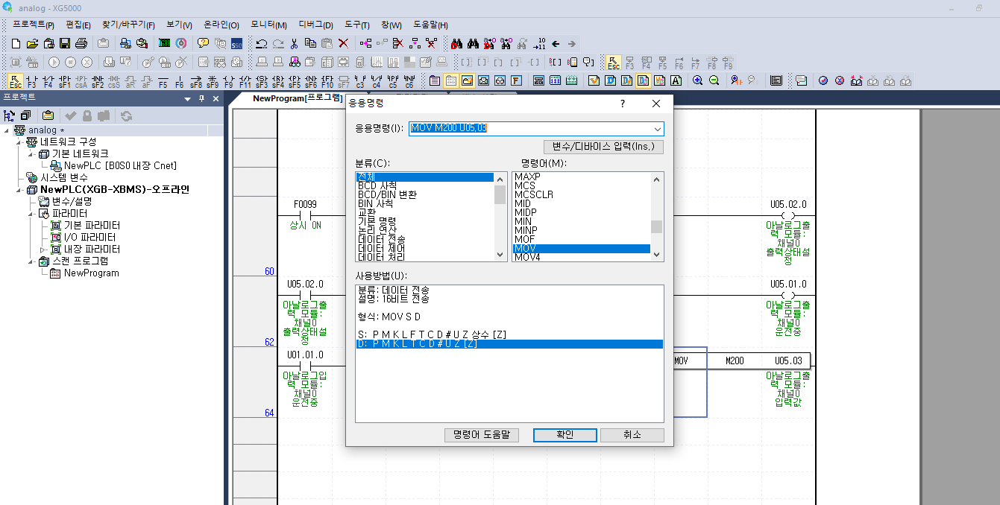 analog - XG5000
프로젝트(P) 편집(E) 찾기/바꾸기(F) 보기(V) 온라인(O) 모니터(M) 디버그(D) 도구(T) 창(W) 도움말(H)
Esc F3 F4 F5 F6 F7 F8 F9
Esc F3 F4 sF1 csA sF2 csS aR aF F5 F6 sF8 sF9 F9 F11 sF3 sF4 sF5 sF6 F10 sF7 c3 c4 c5 c6
프로젝트
NewProgram[프로그램]
analog *
네트워크 구성
기본 네트워크
NewPLC [B0S0 내장 Cnet]
시스템 변수
NewPLC(XGB-XBMS)-오프라인
변수/설명
파라미터
기본 파라미터
I/O 파라미터
내장 파라미터
스캔 프로그램
NewProgram
F0099
상시 ON
U05.02.0
아날로그출
력 모듈:
채널0
출력상태설
정
60
U05.02.0
아날로그출
력 모듈:
채널0
출력상태설
정
U05.01.0
아날로그출
력 모듈:
채널0
운전중
62
U01.01.0
아날로그입
력 모듈:
채널0
운전중
MOV M200 U05.03
아날로그출
력 모듈:
채널0
입력값
64
응용명령
?
응용명령(I): MOV M200 U05.03
변수/디바이스 입력(Ins.)
분류(C):
전체
BCD 사칙
BCD/BIN 변환
BIN 사칙
교환
기본 명령
논리 연산
데이터 전송
데이터 제어
데이터 처리
명령어(M):
MAXP
MCS
MCSCLR
MID
MIDP
MIN
MINP
MOF
MOV
MOV4
사용방법(U):
분류: 데이터 전송
설명: 16비트 전송
형식: MOV S D
S: P M K L F T C D # U Z 상수 [Z]
D: P M K L T C D # U Z [Z]
명령어 도움말 확인 취소